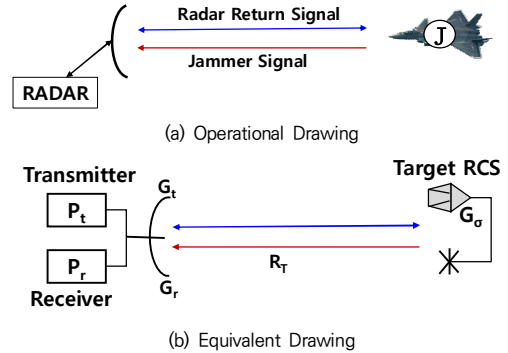 Radar Return Signal
J
Jammer Signal
RADAR
(a) Operational Drawing
Target RCS
Transmitter
Gt
Pt
Gσ
Pr
RT
Gr
Receiver
(b) Equivalent Drawing